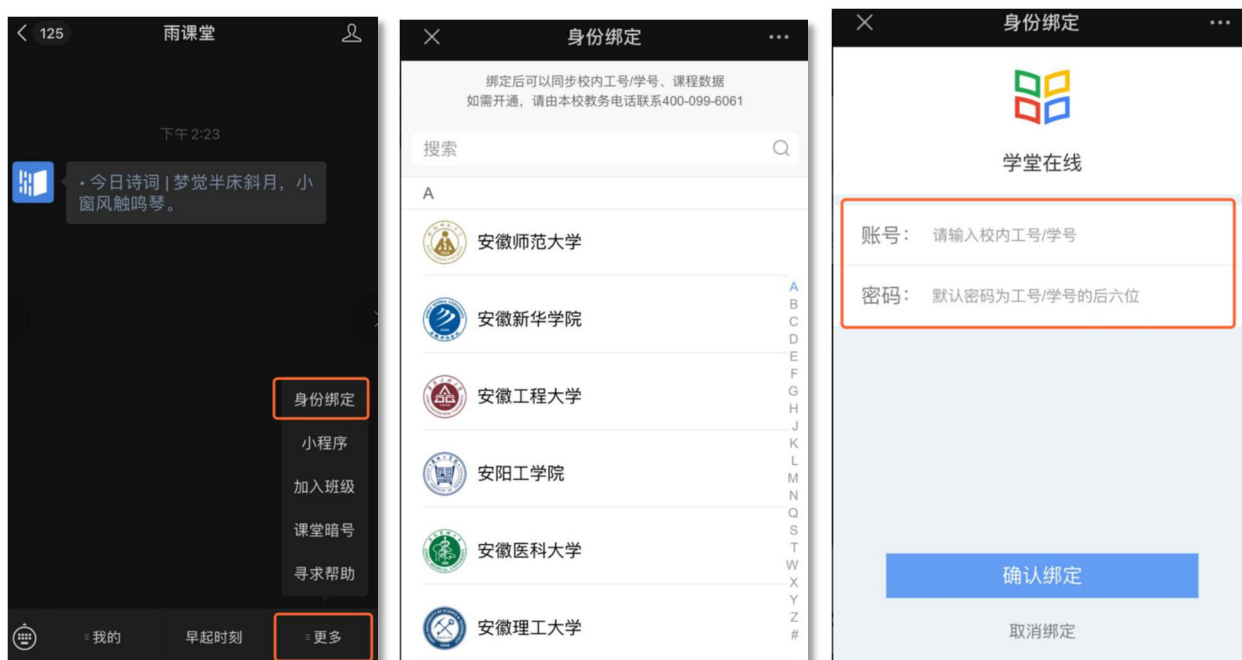 125
雨课堂
下午 2:23
·今日诗词 | 梦觉半床斜月，小
窗风触鸣琴。
身份绑定
小程序
加入班级
课堂暗号
寻求帮助
我的
早起时刻
更多
身份绑定
绑定后可以同步校内工号/学号、课程数据
如需开通，请由本校教务电话联系400-099-6061
搜索
A
安徽师范大学
安徽新华学院
安徽工程大学
安阳工学院
安徽医科大学
安徽理工大学
A
B
C
D
E
F
G
H
J
K
L
M
N
Q
S
T
W
X
Y
Z
#
身份绑定
学堂在线
账号： 请输入校内工号/学号
密码： 默认密码为工号/学号的后六位
确认绑定
取消绑定